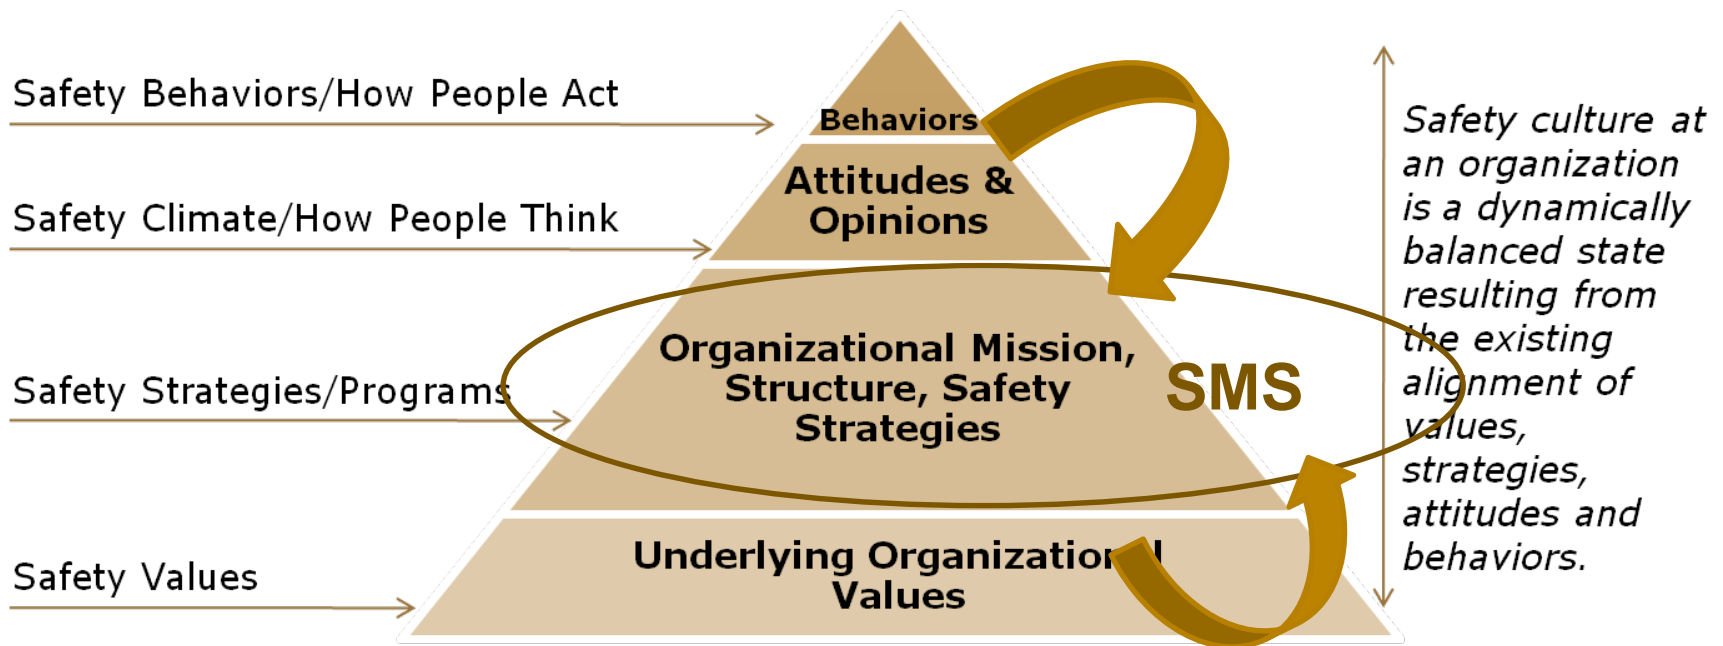 Safety Behaviors/How People Act
Behaviors
Attitudes &
Opinions
Safety Climate/How People Think
Organizational Mission,
Structure, Safety
Strategies
SMS
Safety Strategies/Programs
Underlying Organizational
Values
Safety Values
Safety culture at
an organization
is a dynamically
balanced state
resulting from
the existing
alignment of
values,
strategies,
attitudes and
behaviors.